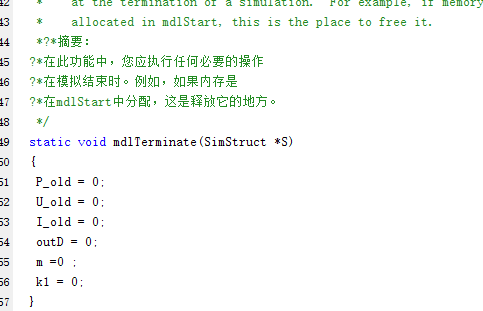 42 *    at the termination of a simulation.  For example, if memory
43 *    allocated in mdlStart, this is the place to free it.
44 *?*摘要：
45 ?*在此功能中，您应执行任何必要的操作
46 ?*在模拟结束时。例如，如果内存是
47 ?*在mdlStart中分配，这是释放它的地方。
48 */
49 static void mdlTerminate(SimStruct *S)
50 {
51 P_old = 0;
52 U_old = 0;
53 I_old = 0;
54 outD = 0;
55 m =0 ;
56 k1 = 0;
57 }